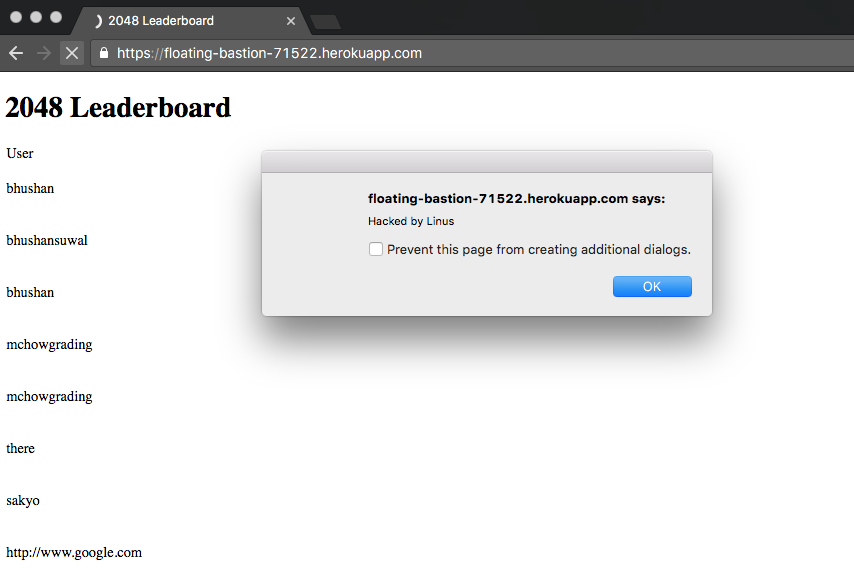 2048 Leaderboard
https://floating-bastion-71522.herokuapp.com
2048 Leaderboard
User
bhushan
bhushansuwal
bhushan
mchowgrading
mchowgrading
there
sakyo
http://www.google.com
floating-bastion-71522.herokuapp.com says:
Hacked by Linus
Prevent this page from creating additional dialogs.
OK